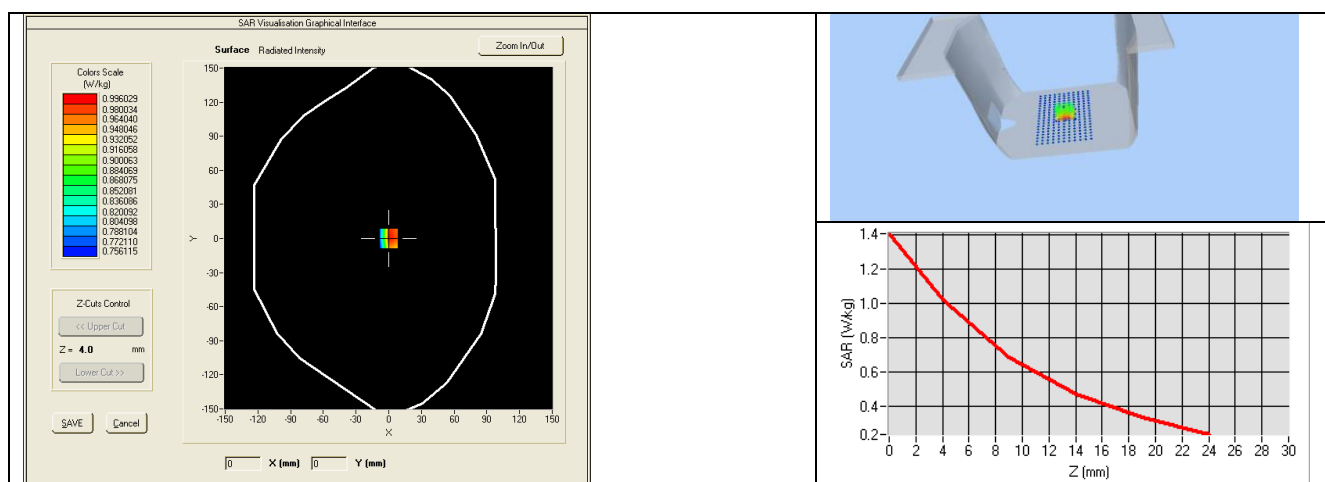 SAR Visualisation Graphical Interface
Surface Radiated Intensity
Zoom In/Out
Colors Scale
(W/kg)
0.996029
0.980034
0.964040
0.948046
0.932052
0.916058
0.900063
0.884069
0.868075
0.852081
0.836086
0.820092
0.804098
0.788104
0.772110
0.756115
Z-Cuts Control
<< Upper Cut
Z = 4.0 mm
Lower Cut >>
SAVE Cancel
150
120
90
60
30
0
-30
-60
-90
-120
-150
Y
-150 -120 -90 -60 -30 0 30 60 90 120 150
X
0 X (mm) 0 Y (mm)
1.4
1.2
1.0
0.8
0.6
0.4
0.2
SAR (W/kg)
0 2 4 6 8 10 12 14 16 18 20 22 24 26 28 30
Z (mm)